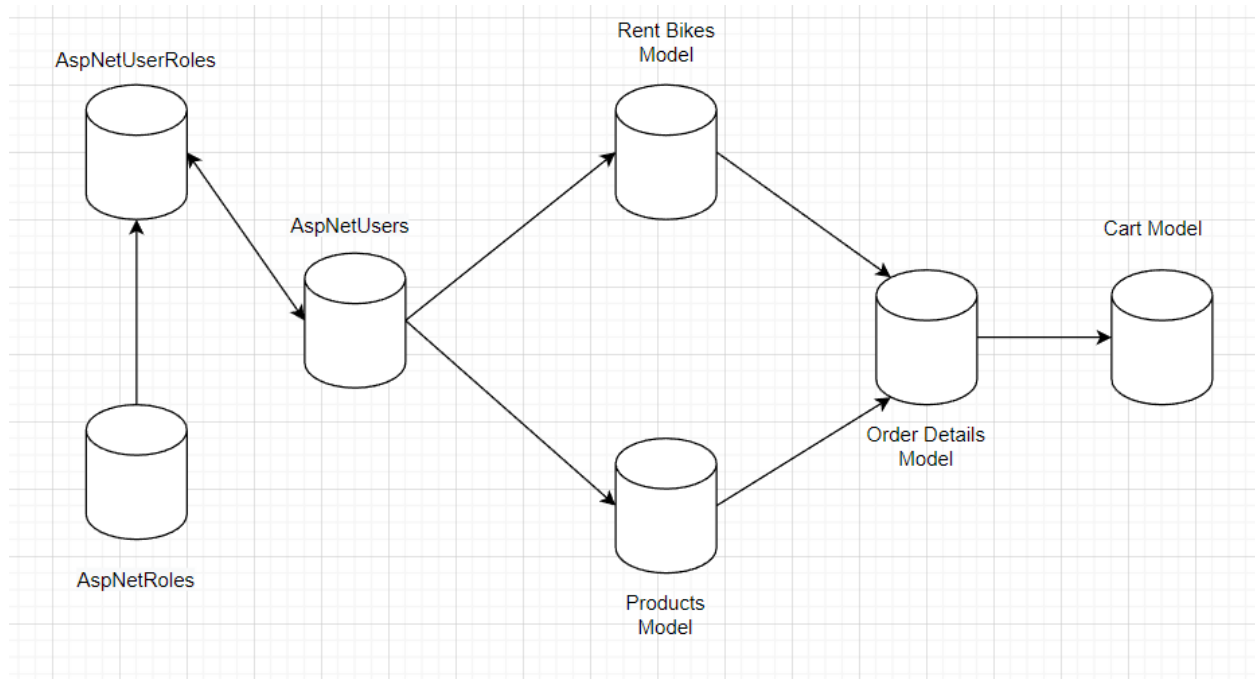 Rent Bikes
Model
AspNetUserRoles
AspNetUsers
Cart Model
Order Details
Model
AspNetRoles
Products
Model